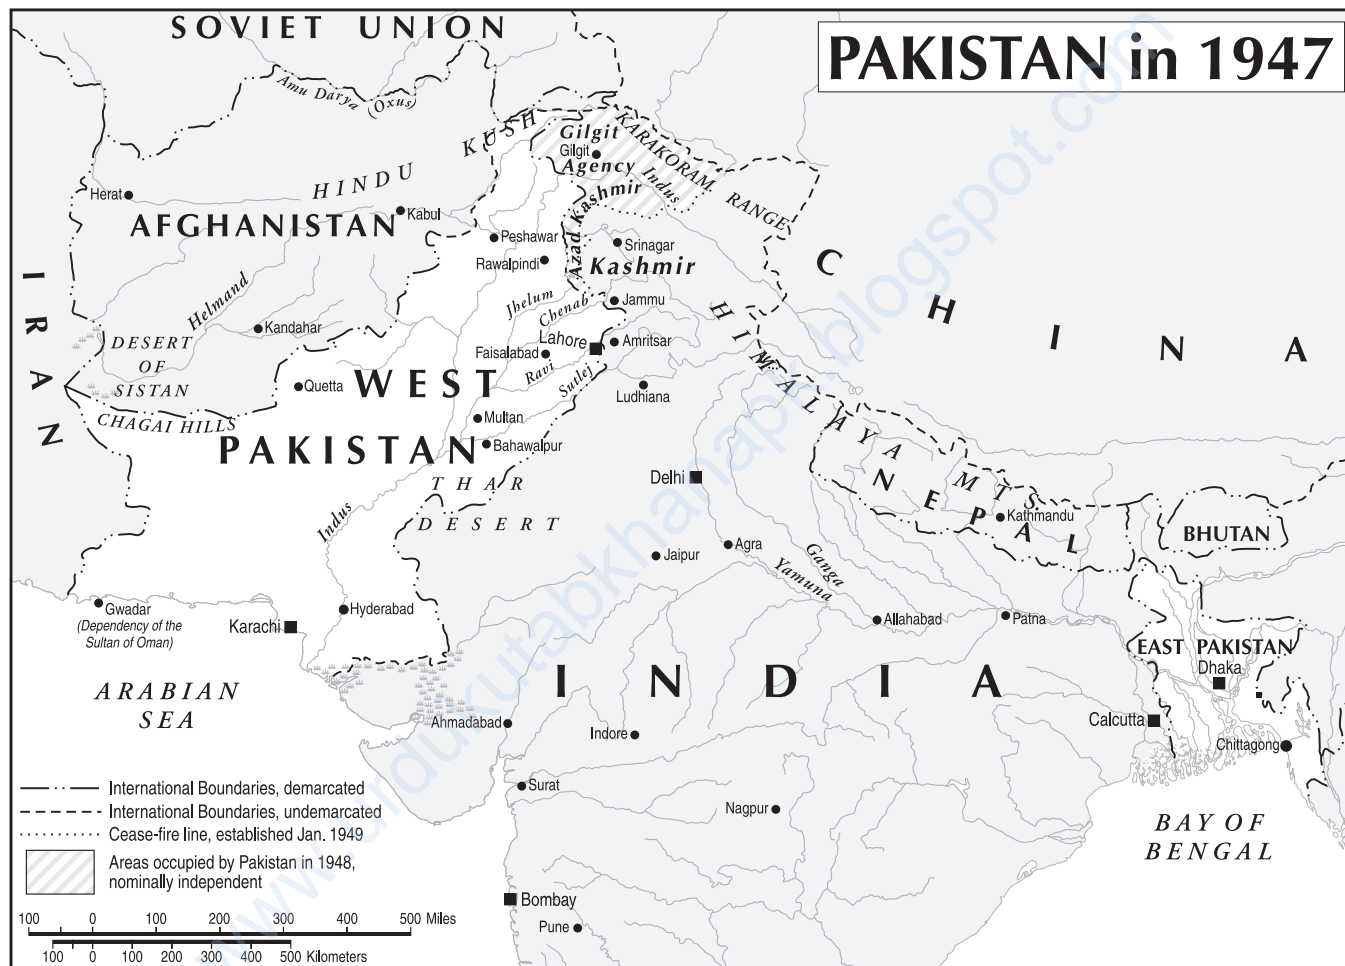 SOVIET UNION
PAKISTAN in 1947
Amu Darya (Oxus)
HINDU KUSH
Gilgit
Gilgit
Agency
KARAKORAM
RANGE
Indus
Azad Kashmir
Herat
AFGHANISTAN
Kabul
Peshawar
Rawalpindi
Srinagar
Kashmir
CHINA
IRAN
Helmand
Kandahar
Jhelum
Chenab
Jammu
HIMALAYA MTS.
DESERT
OF
SISTAN
Lahore
Amritsar
Faisalabad
Ravi
Sutlej
Quetta
WEST
Ludhiana
CHAGAI HILLS
Multan
PAKISTAN
Bahawalpur
THAR
DESERT
Delhi
NEPAL
Kathmandu
BHUTAN
Indus
Jaipur
Agra
Ganga
Yamuna
Gwadar
(Dependency of the
Sultan of Oman)
Karachi
Hyderabad
Allahabad
Patna
EAST PAKISTAN
Dhaka
ARABIAN
SEA
INDIA
Ahmadabad
Indore
Calcutta
Chittagong
Surat
Nagpur
BAY OF
BENGAL
Bombay
Pune
International Boundaries, demarcated
International Boundaries, undemarcated
Cease-fire line, established Jan. 1949
Areas occupied by Pakistan in 1948,
nominally independent
100 0 100 200 300 400 500 Miles
100 0 100 200 300 400 500 Kilometers
www.urdukutabkhanapk.blogspot.com